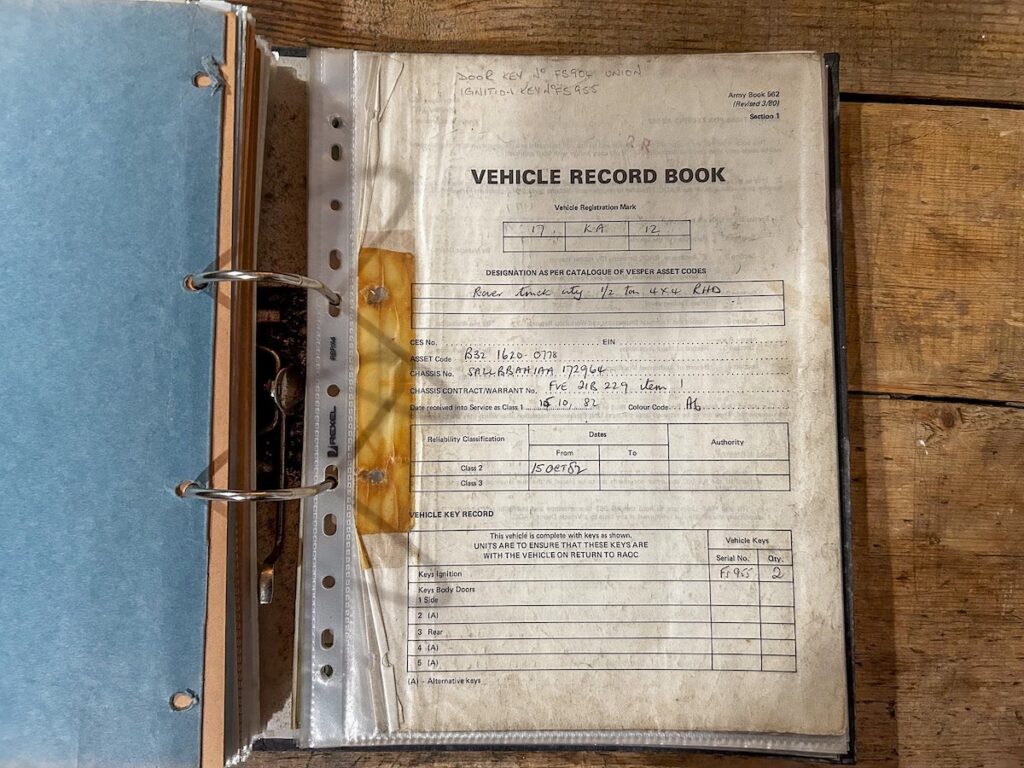 DOOR KEY No FS904 UNION
IGNITION KEY No FS955
Army Book 562
(Revised 3/80)
Section 1
VEHICLE RECORD BOOK
Vehicle Registration Mark
17 KA 12
DESIGNATION AS PER CATALOGUE OF VESPER ASSET CODES
Rover truck uty 1/2 ton 4x4 RHD
CES No. EIN
ASSET Code B32 1620-0778
CHASSIS No. SALLBBAH1AA 172964
CHASSIS CONTRACT/WARRANT No. FVE 21B 229 item 1
Date received into Service as Class 1 15, 10, 82 Colour Code
Reliability Classification Dates Authority
From To
Class 2 15 OCT 82
Class 3
VEHICLE KEY RECORD
This vehicle is complete with keys as shown. Vehicle Keys
UNITS ARE TO ENSURE THAT THESE KEYS ARE
WITH THE VEHICLE ON RETURN TO RAOC Serial No. Qty.
Keys Ignition FS 955 2
Keys Body Doors
1 Side
2 (A)
3 Rear
4 (A)
5 (A)
(A) - Alternative keys
REXEL